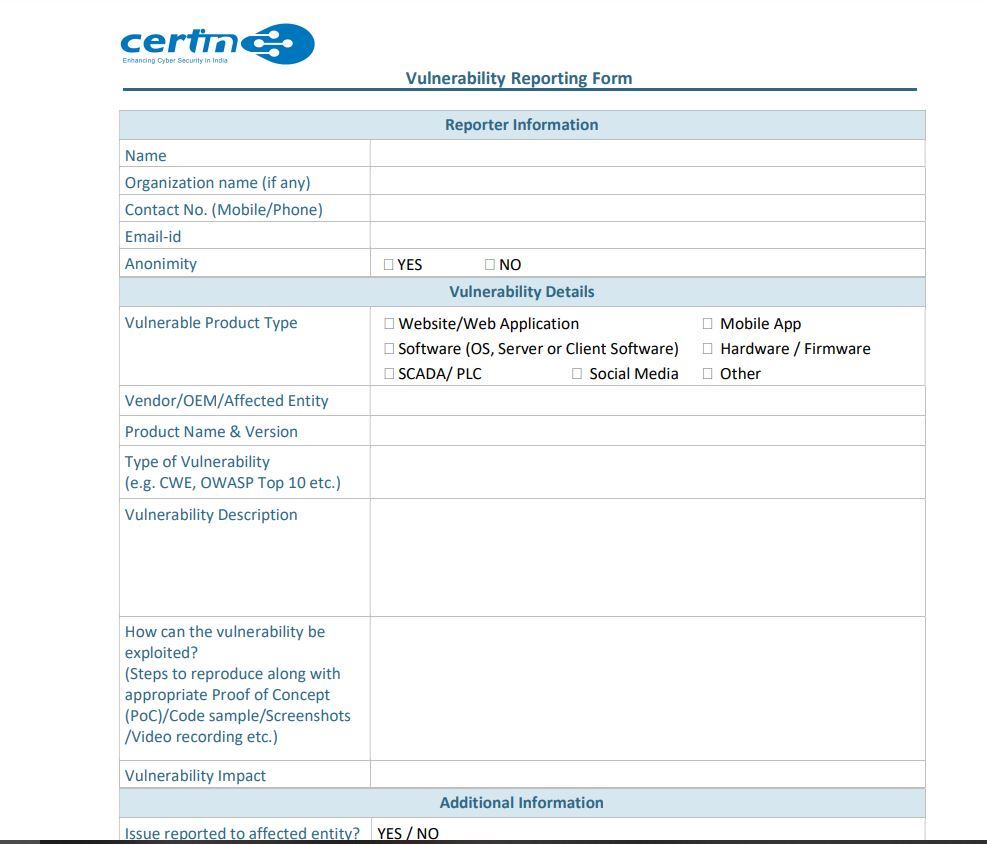 certin
Enhancing Cyber Security in India
Vulnerability Reporting Form
Reporter Information
Name
Organization name (if any)
Contact No. (Mobile/Phone)
Email-id
Anonimity ☐ YES ☐ NO
Vulnerability Details
Vulnerable Product Type ☐ Website/Web Application ☐ Mobile App
☐ Software (OS, Server or Client Software) ☐ Hardware / Firmware
☐ SCADA/ PLC ☐ Social Media ☐ Other
Vendor/OEM/Affected Entity
Product Name & Version
Type of Vulnerability
(e.g. CWE, OWASP Top 10 etc.)
Vulnerability Description
How can the vulnerability be
exploited?
(Steps to reproduce along with
appropriate Proof of Concept
(PoC)/Code sample/Screenshots
/Video recording etc.)
Vulnerability Impact
Additional Information
Issue reported to affected entity? YES / NO